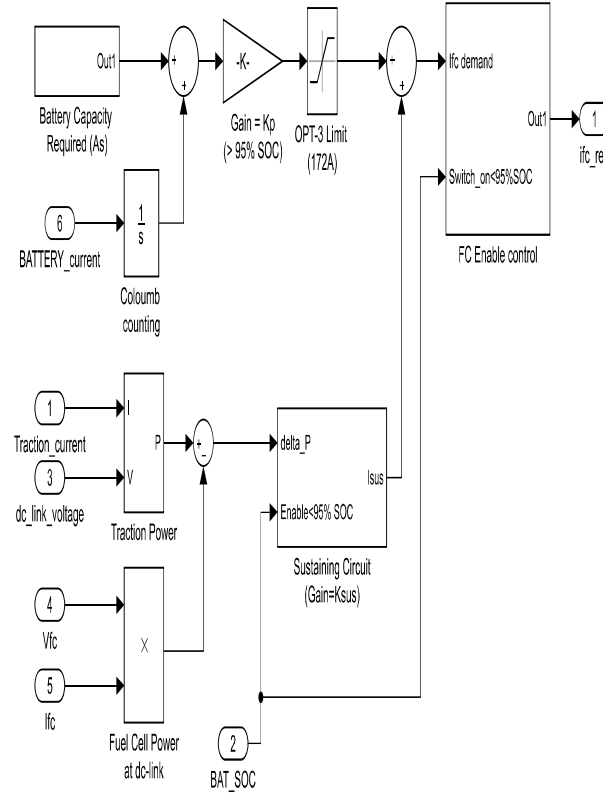 Out1
+
+
Battery Capacity
Required (As)
-K-
Gain = Kp
(> 95% SOC)
OPT-3 Limit
(172A)
+
+
Ifc demand
Out1
Switch_on<95%SOC
FC Enable control
1
ifc_re
6
BATTERY_current
1
s
Coloumb
counting
1
Traction_current
3
dc_link_voltage
I
V
P
Traction Power
+
-
delta_P
Isus
Enable<95% SOC
Sustaining Circuit
(Gain=Ksus)
4
Vfc
5
Ifc
×
Fuel Cell Power
at dc-link
2
BAT_SOC